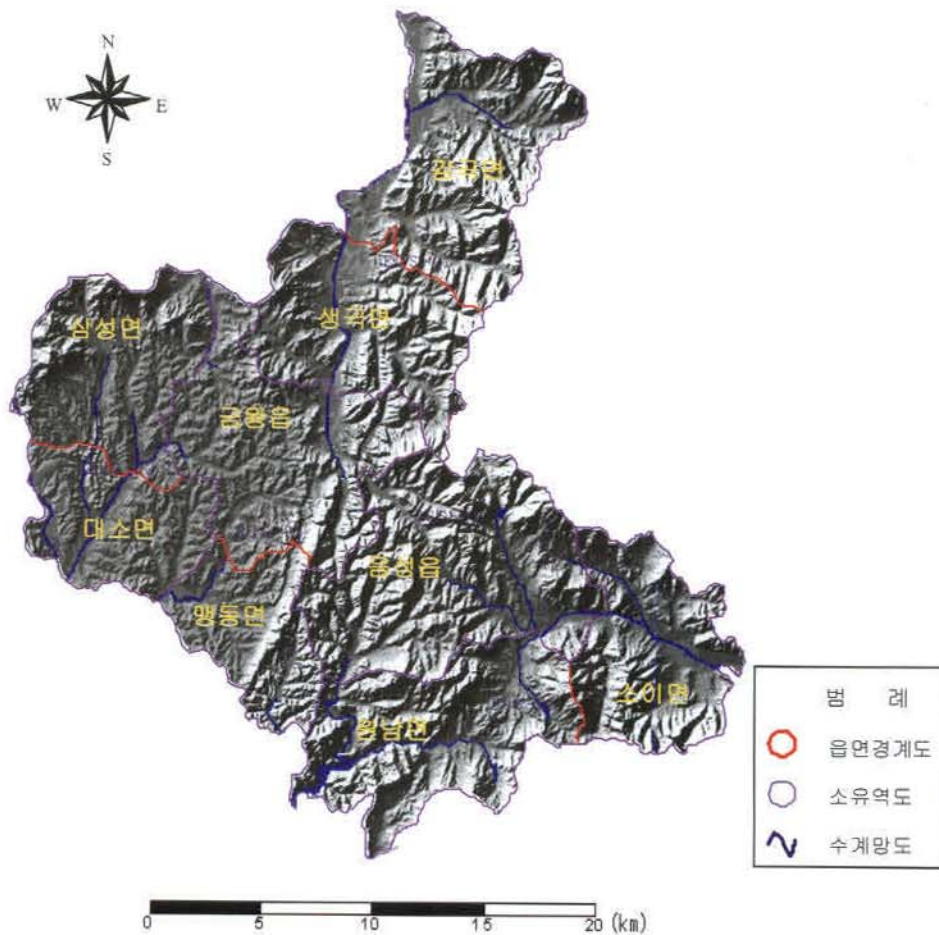 N
W E
S
감곡면
생극면
삼성면
금왕읍
대소면
음성읍
맹동면
소이면
원남면
범 례
읍면경계도
소유역도
수계망도
0 5 10 15 20 (km)